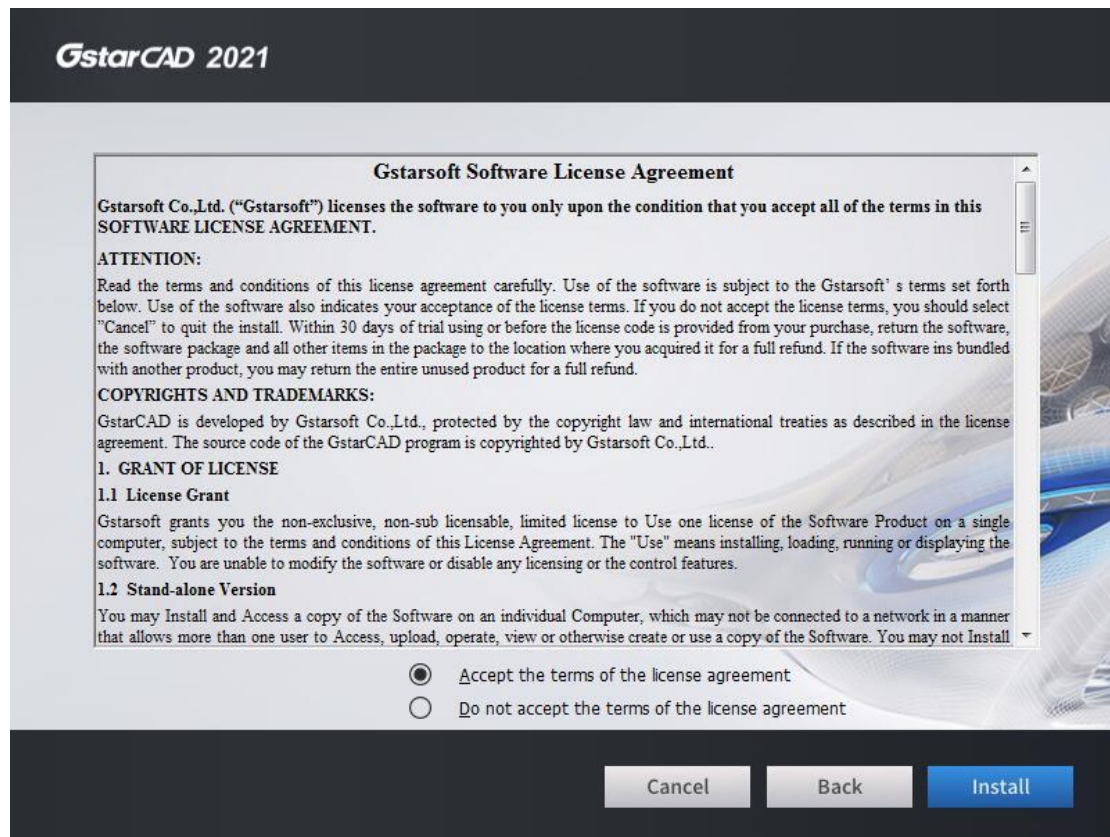 GstarCAD 2021
Gstarsoft Software License Agreement
Gstarsoft Co.,Ltd. (“Gstarsoft”) licenses the software to you only upon the condition that you accept all of the terms in this
SOFTWARE LICENSE AGREEMENT.
ATTENTION:
Read the terms and conditions of this license agreement carefully. Use of the software is subject to the Gstarsoft’ s terms set forth
below. Use of the software also indicates your acceptance of the license terms. If you do not accept the license terms, you should select
”Cancel” to quit the install. Within 30 days of trial using or before the license code is provided from your purchase, return the software,
the software package and all other items in the package to the location where you acquired it for a full refund. If the software ins bundled
with another product, you may return the entire unused product for a full refund.
COPYRIGHTS AND TRADEMARKS:
GstarCAD is developed by Gstarsoft Co.,Ltd., protected by the copyright law and international treaties as described in the license
agreement. The source code of the GstarCAD program is copyrighted by Gstarsoft Co.,Ltd..
1. GRANT OF LICENSE
1.1 License Grant
Gstarsoft grants you the non-exclusive, non-sub licensable, limited license to Use one license of the Software Product on a single
computer, subject to the terms and conditions of this License Agreement. The "Use" means installing, loading, running or displaying the
software. You are unable to modify the software or disable any licensing or the control features.
1.2 Stand-alone Version
You may Install and Access a copy of the Software on an individual Computer, which may not be connected to a network in a manner
that allows more than one user to Access, upload, operate, view or otherwise create or use a copy of the Software. You may not Install
Accept the terms of the license agreement
Do not accept the terms of the license agreement
Cancel Back Install